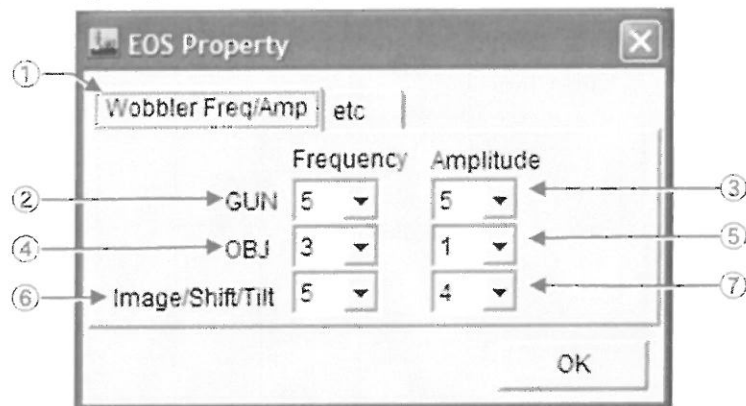 EOS Property
①
Wobbler Freq/Amp etc
Frequency Amplitude
② GUN 5 5 ③
④ OBJ 3 1 ⑤
⑥ Image/Shift/Tilt 5 4 ⑦
OK